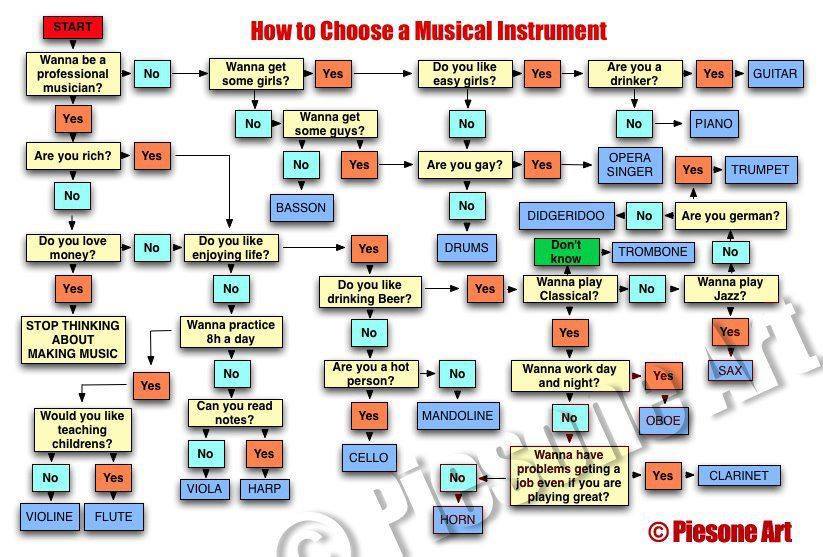 START
How to Choose a Musical Instrument
Wanna be a
professional
musician?
No
Wanna get
some girls?
Yes
Do you like
easy girls?
Yes
Are you a
drinker?
Yes
GUITAR
Yes
No
Wanna get
some guys?
No
No
PIANO
Are you rich?
Yes
No
Yes
Are you gay?
Yes
OPERA
SINGER
Yes
TRUMPET
No
BASSON
No
DIDGERIDOO
No
Are you german?
Do you love
money?
No
Do you like
enjoying life?
Yes
DRUMS
Don't
know
TROMBONE
No
Yes
No
Do you like
drinking Beer?
Yes
Wanna play
Classical?
No
Wanna play
Jazz?
STOP THINKING
ABOUT
MAKING MUSIC
Wanna practice
8h a day
No
Yes
Yes
SAX
Yes
No
Are you a hot
person?
No
Wanna work day
and night?
Yes
Would you like
teaching
childrens?
Can you read
notes?
Yes
MANDOLINE
No
OBOE
No
Yes
No
Yes
CELLO
Wanna have
problems geting a
job even if you are
playing great?
No
Yes
CLARINET
VIOLINE
FLUTE
VIOLA
HARP
HORN
© Piesone Art
© Piesone Art